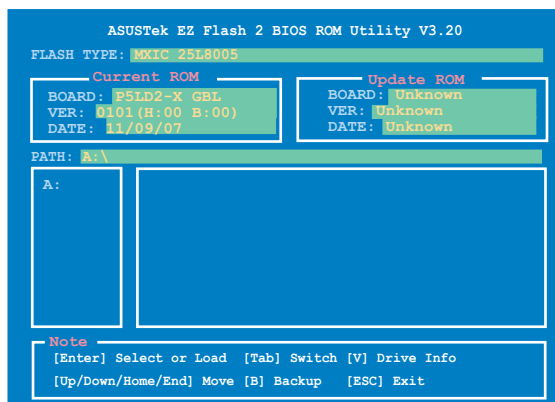 ASUSTek EZ Flash 2 BIOS ROM Utility V3.20
FLASH TYPE: MXIC 25L8005
Current ROM
BOARD: P5LD2-X GBL
VER: 0101(H:00 B:00)
DATE: 11/09/07
Update ROM
BOARD: Unknown
VER: Unknown
DATE: Unknown
PATH: A:\
A:
Note
[Enter] Select or Load [Tab] Switch [V] Drive Info
[Up/Down/Home/End] Move [B] Backup [ESC] Exit